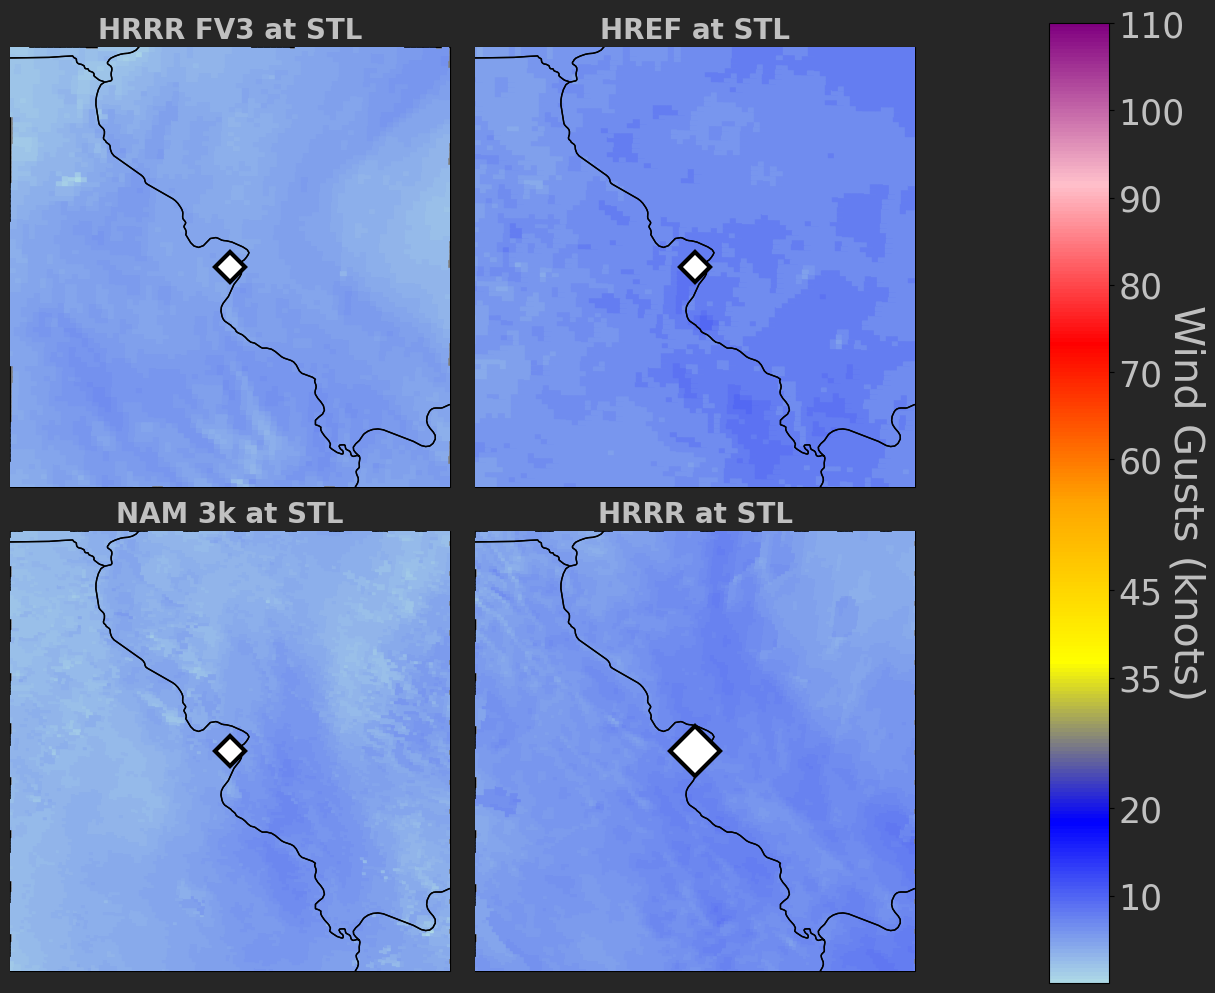 HRRR FV3 at STL
HREF at STL
NAM 3k at STL
HRRR at STL
110
100
90
80
70
60
45
35
20
10
Wind Gusts (knots)